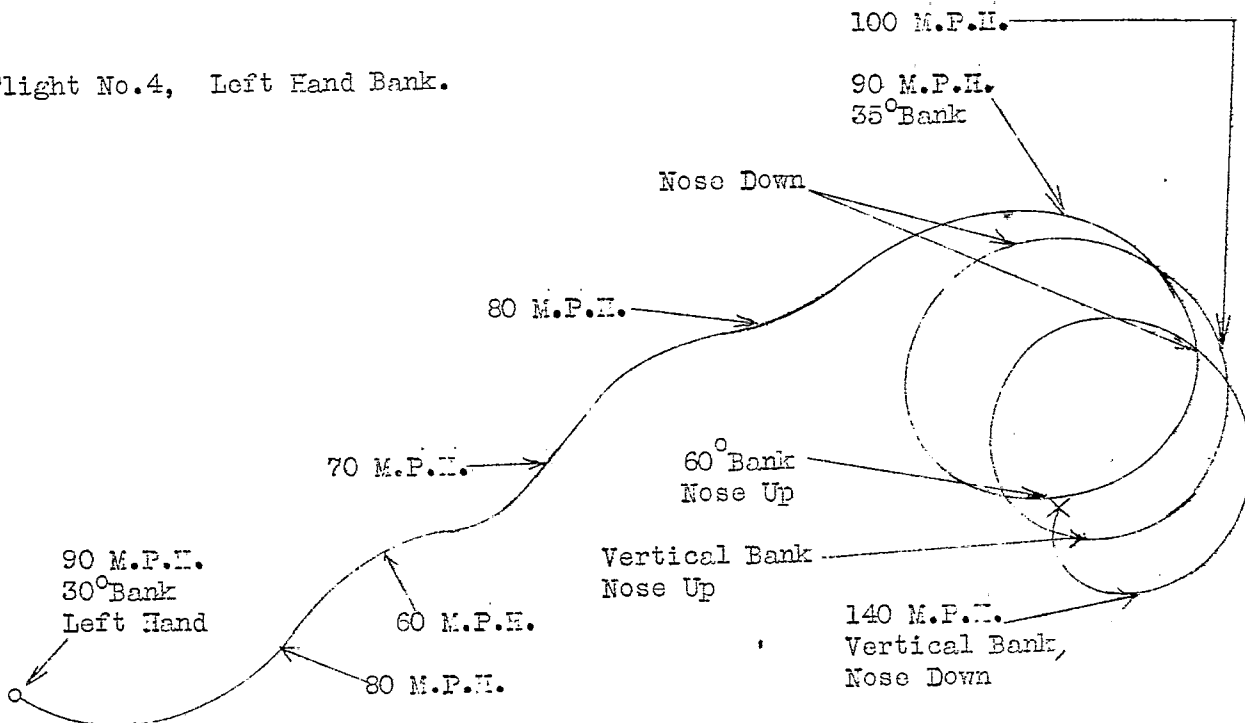 100 M.P.H.
Flight No.4, Left Hand Bank.
90 M.P.H.
35° Bank
Nose Down
80 M.P.H.
70 M.P.H.
60° Bank
Nose Up
90 M.P.H.
30° Bank
Left Hand
Vertical Bank
Nose Up
60 M.P.H.
140 M.P.H.
Vertical Bank,
Nose Down
80 M.P.H.